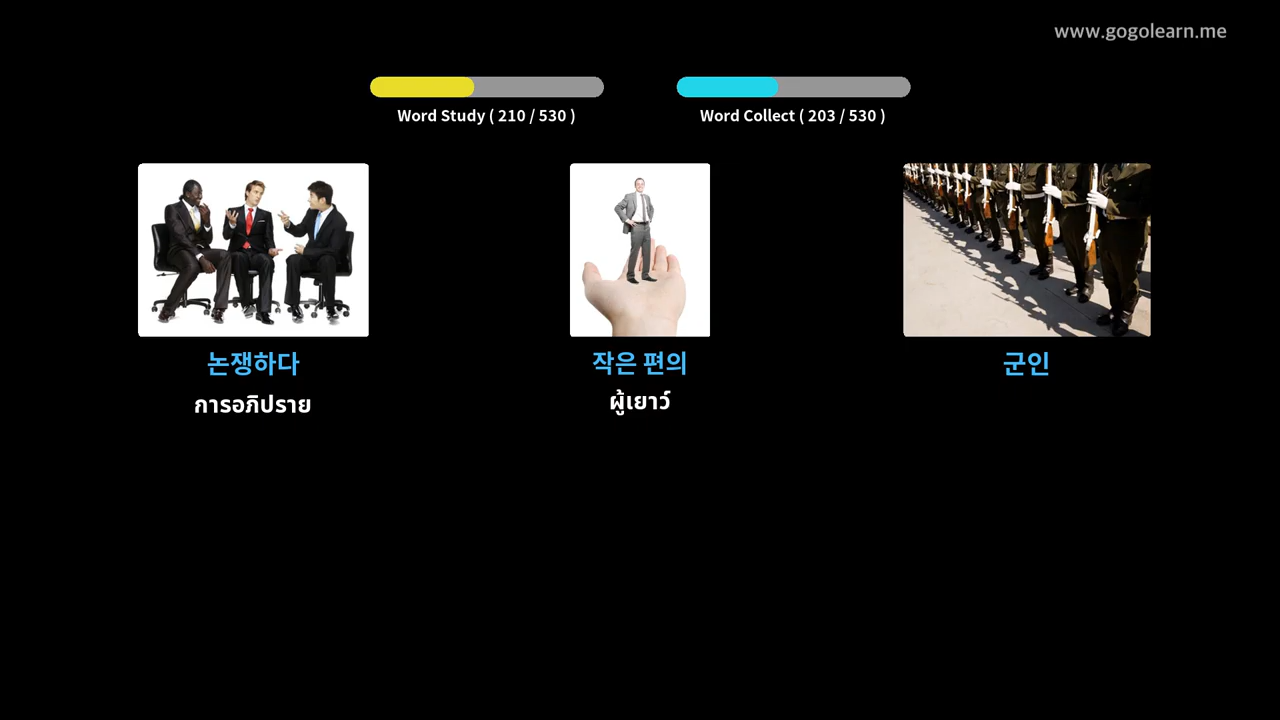 www.gogolearn.me
Word Study ( 210 / 530 )
Word Collect ( 203 / 530 )
논쟁하다
การอภิปราย
작은 편의
ผู้เยาว์
군인